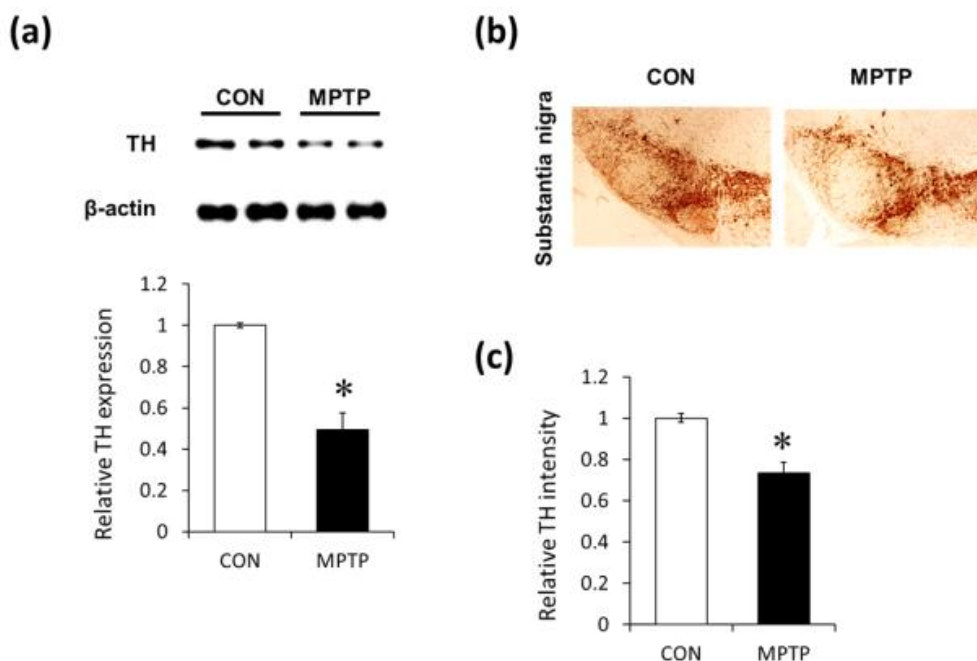 (a)
CON MPTP
TH
β-actin
Relative TH expression
1.2
1
0.8
0.6
0.4
0.2
0
*
CON MPTP
(b)
CON MPTP
Substantia nigra
(c)
Relative TH intensity
1.2
1
0.8
0.6
0.4
0.2
0
*
CON MPTP